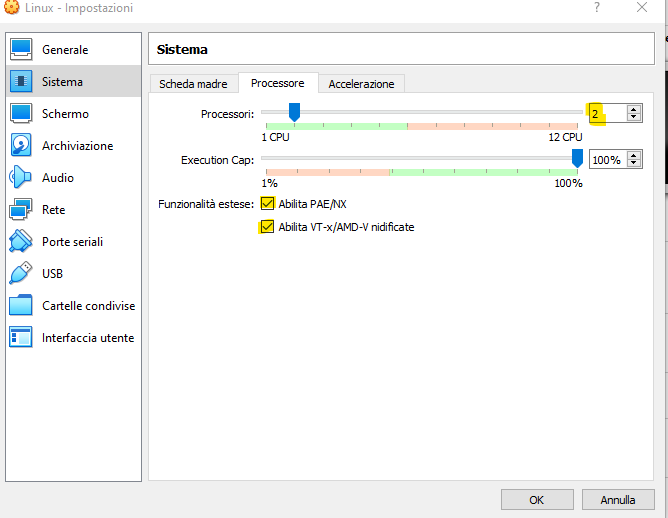 Linux - Impostazioni
?
Generale
Sistema
Schermo
Archiviazione
Audio
Rete
Porte seriali
USB
Cartelle condivise
Interfaccia utente
Sistema
Scheda madre Processore Accelerazione
Processori: 2
1 CPU 12 CPU
Execution Cap: 100%
1% 100%
Funzionalità estese: Abilita PAE/NX
Abilita VT-x/AMD-V nidificate
OK Annulla